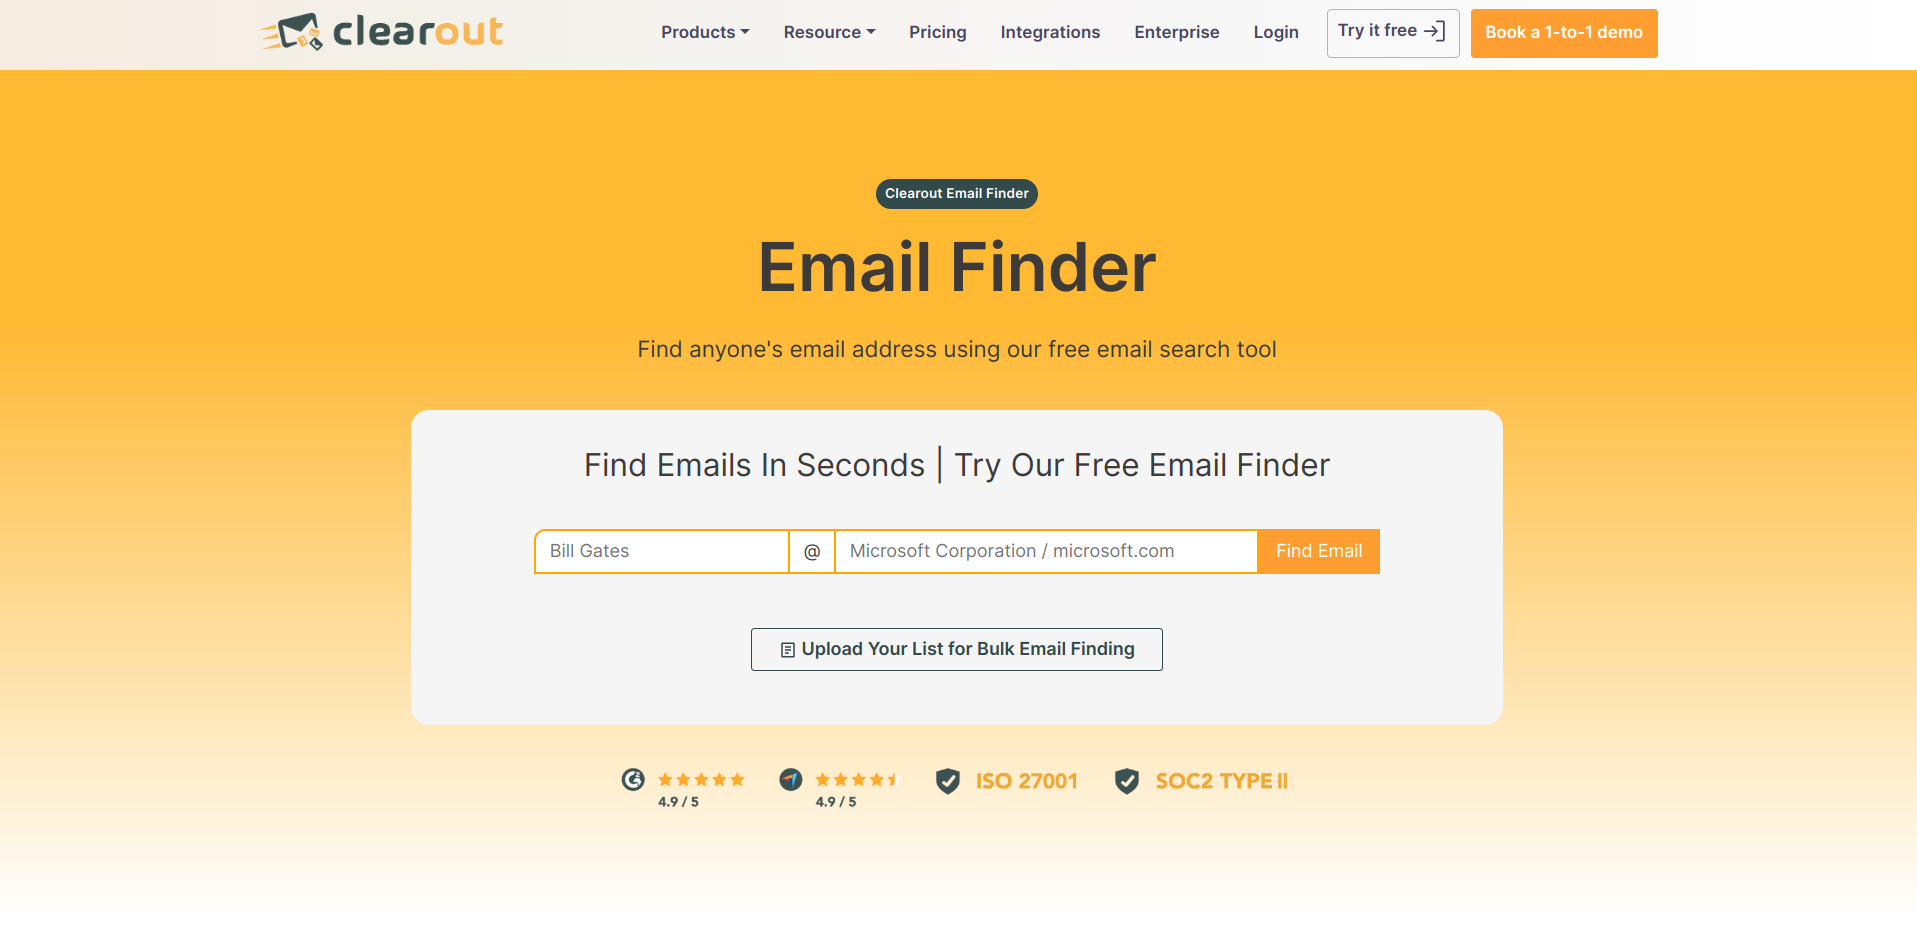 clearout
Products Resource Pricing Integrations Enterprise Login Try it free Book a 1-to-1 demo
Clearout Email Finder
Email Finder
Find anyone's email address using our free email search tool
Find Emails In Seconds | Try Our Free Email Finder
Bill Gates @ Microsoft Corporation / microsoft.com Find Email
Upload Your List for Bulk Email Finding
ISO 27001 SOC2 TYPE II
4.9 / 5 4.9 / 5